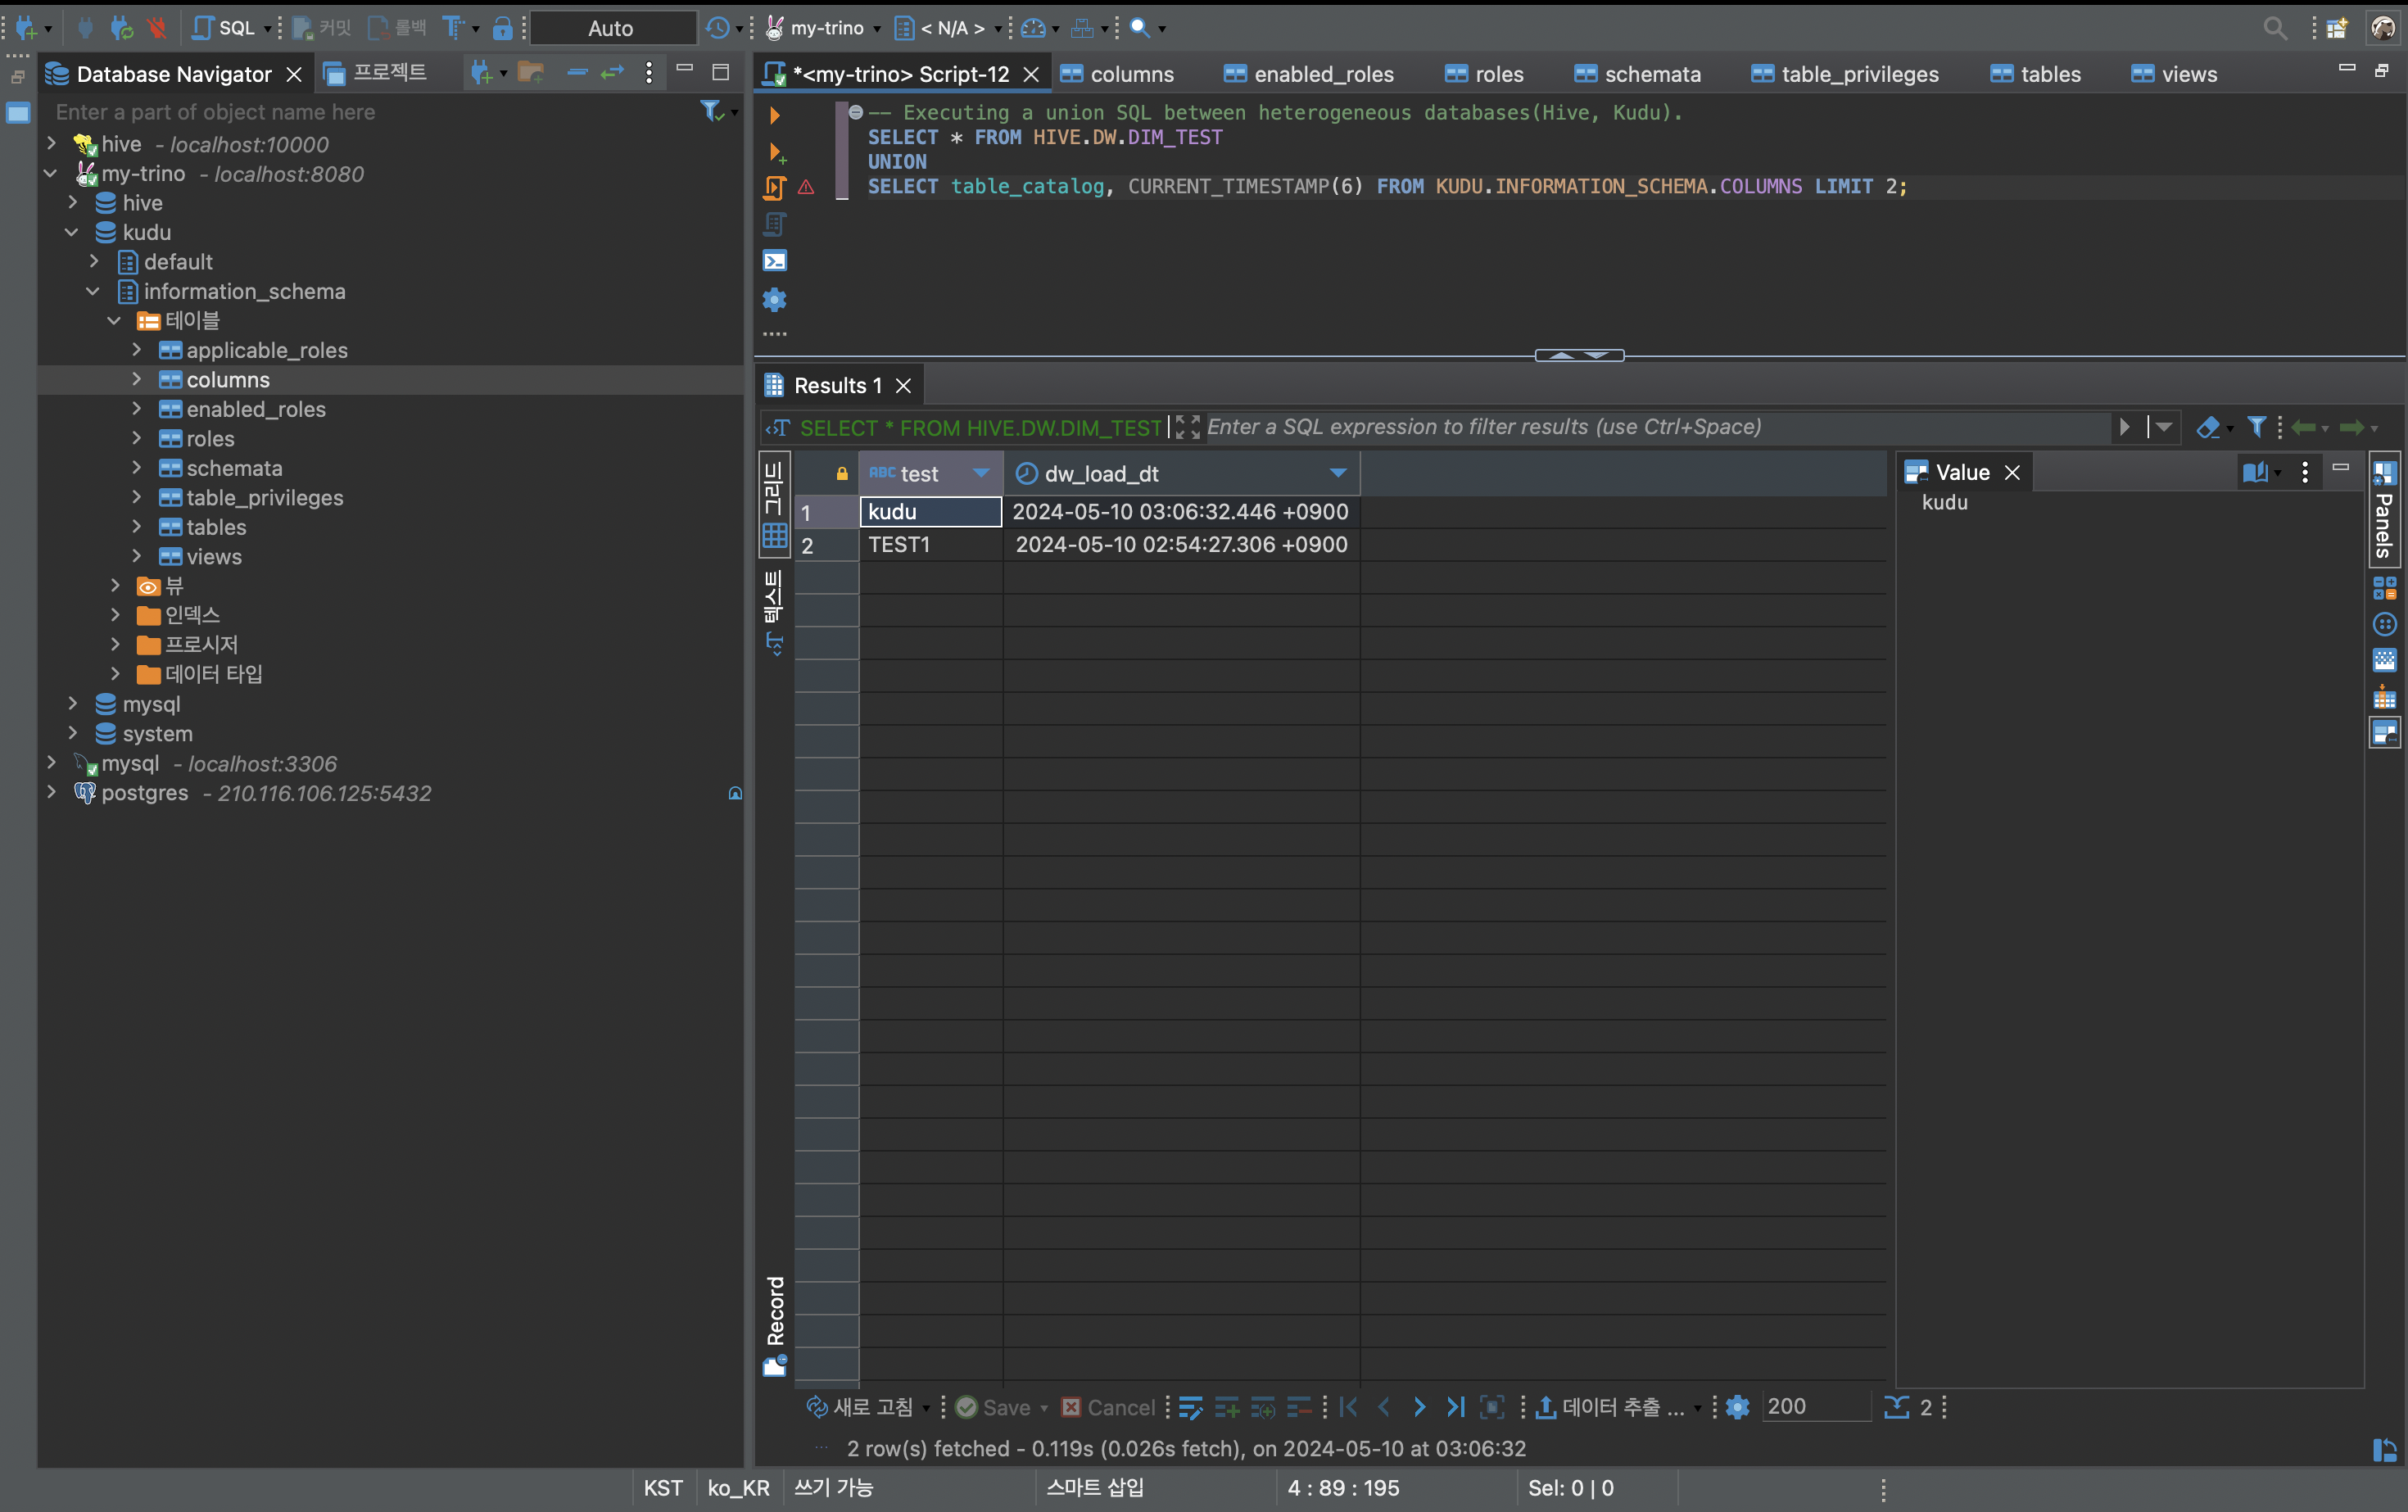 SQL 커밋 롤백 Auto my-trino < N/A >
Database Navigator 프로젝트
Enter a part of object name here
hive - localhost:10000
my-trino - localhost:8080
hive
kudu
default
information_schema
테이블
applicable_roles
columns
enabled_roles
roles
schemata
table_privileges
tables
views
뷰
인덱스
프로시저
데이터 타입
mysql
system
mysql - localhost:3306
postgres - 210.116.106.125:5432
*<my-trino> Script-12 columns enabled_roles roles schemata table_privileges tables views
-- Executing a union SQL between heterogeneous databases(Hive, Kudu).
SELECT * FROM HIVE.DW.DIM_TEST
UNION
SELECT table_catalog, CURRENT_TIMESTAMP(6) FROM KUDU.INFORMATION_SCHEMA.COLUMNS LIMIT 2;
Results 1
SELECT * FROM HIVE.DW.DIM_TEST Enter a SQL expression to filter results (use Ctrl+Space)
그리드
텍스트
Record
ABC test dw_load_dt
1 kudu 2024-05-10 03:06:32.446 +0900
2 TEST1 2024-05-10 02:54:27.306 +0900
Value
kudu
Panels
새로 고침 Save Cancel 데이터 추출 ... 200 2
2 row(s) fetched - 0.119s (0.026s fetch), on 2024-05-10 at 03:06:32
KST ko_KR 쓰기 가능 스마트 삽입 4 : 89 : 195 Sel: 0 | 0